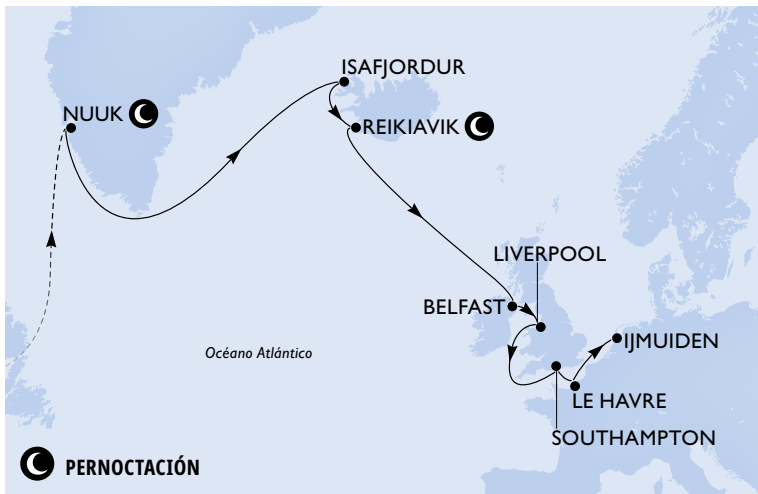 ISAFJORDUR
NUUK
REIKIAVIK
LIVERPOOL
BELFAST
IJMUIDEN
Océano Atlántico
LE HAVRE
SOUTHAMPTON
PERNOCTACIÓN